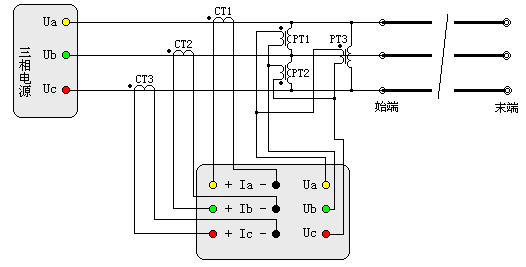 CT1
Ua
CT2
PT1
PT3
三相电源
Ub
PT2
CT3
Uc
始端
末端
+ Ia - Ua
+ Ib - Ub
+ Ic - Uc